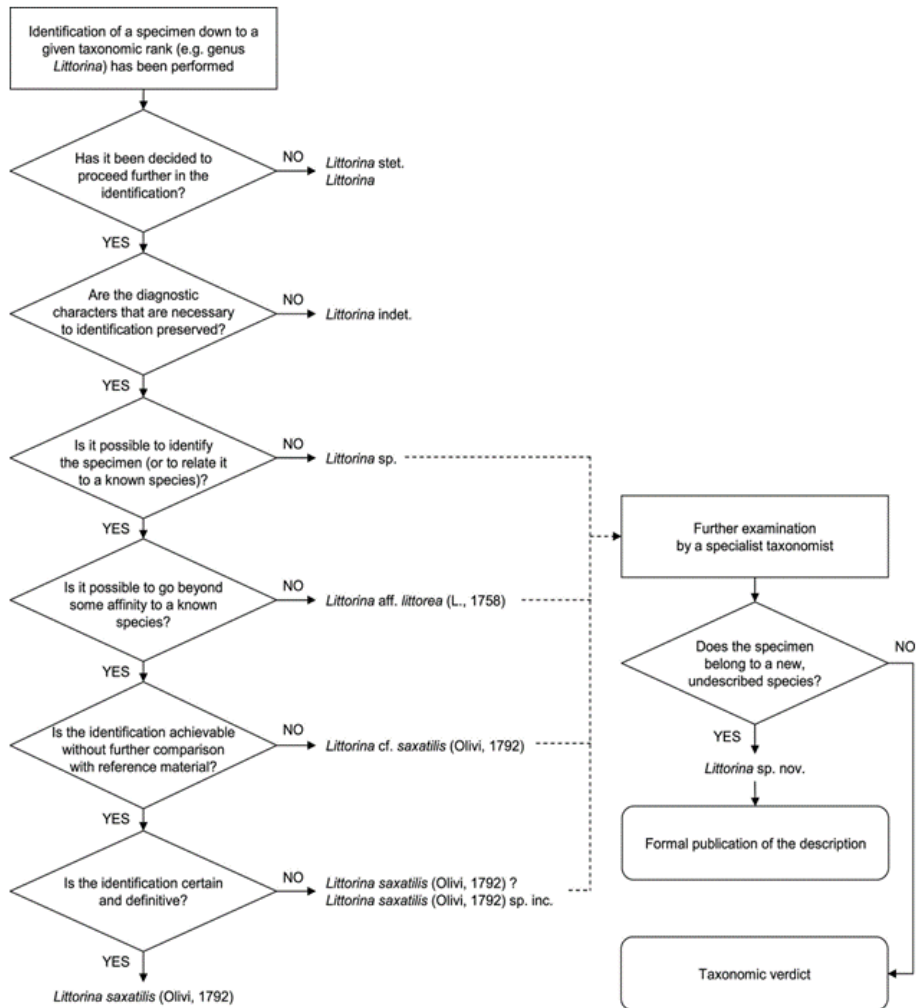 Identification of a specimen down to a
given taxonomic rank (e.g. genus
Littorina) has been performed
Has it been decided to
proceed further in the
identification?
NO
Littorina stet.
Littorina
YES
Are the diagnostic
characters that are necessary
to identification preserved?
NO
Littorina indet.
YES
Is it possible to identify
the specimen (or to relate it
to a known species)?
NO
Littorina sp.
YES
Is it possible to go beyond
some affinity to a known
species?
NO
Littorina aff. littorea (L., 1758)
YES
Is the identification achievable
without further comparison
with reference material?
NO
Littorina cf. saxatilis (Olivi, 1792)
YES
Is the identification certain
and definitive?
NO
Littorina saxatilis (Olivi, 1792) ?
Littorina saxatilis (Olivi, 1792) sp. inc.
YES
Littorina saxatilis (Olivi, 1792)
Further examination
by a specialist taxonomist
Does the specimen
belong to a new,
undescribed species?
NO
YES
Littorina sp. nov.
Formal publication of the description
Taxonomic verdict